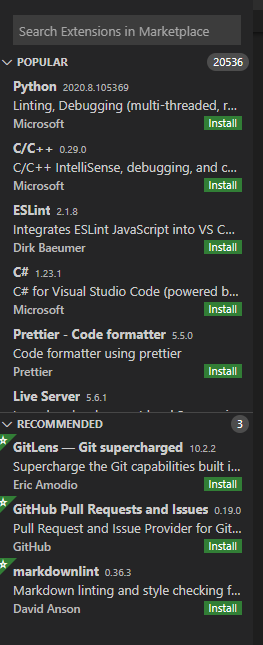 Search Extensions in Marketplace
POPULAR 20536
Python 2020.8.105369
Linting, Debugging (multi-threaded, r...
Microsoft Install
C/C++ 0.29.0
C/C++ IntelliSense, debugging, and c...
Microsoft Install
ESLint 2.1.8
Integrates ESLint JavaScript into VS C...
Dirk Baeumer Install
C# 1.23.1
C# for Visual Studio Code (powered b...
Microsoft Install
Prettier - Code formatter 5.5.0
Code formatter using prettier
Prettier Install
Live Server 5.6.1
RECOMMENDED 3
GitLens — Git supercharged 10.2.2
Supercharge the Git capabilities built i...
Eric Amodio Install
GitHub Pull Requests and Issues 0.19.0
Pull Request and Issue Provider for Git...
GitHub Install
markdownlint 0.36.3
Markdown linting and style checking f...
David Anson Install